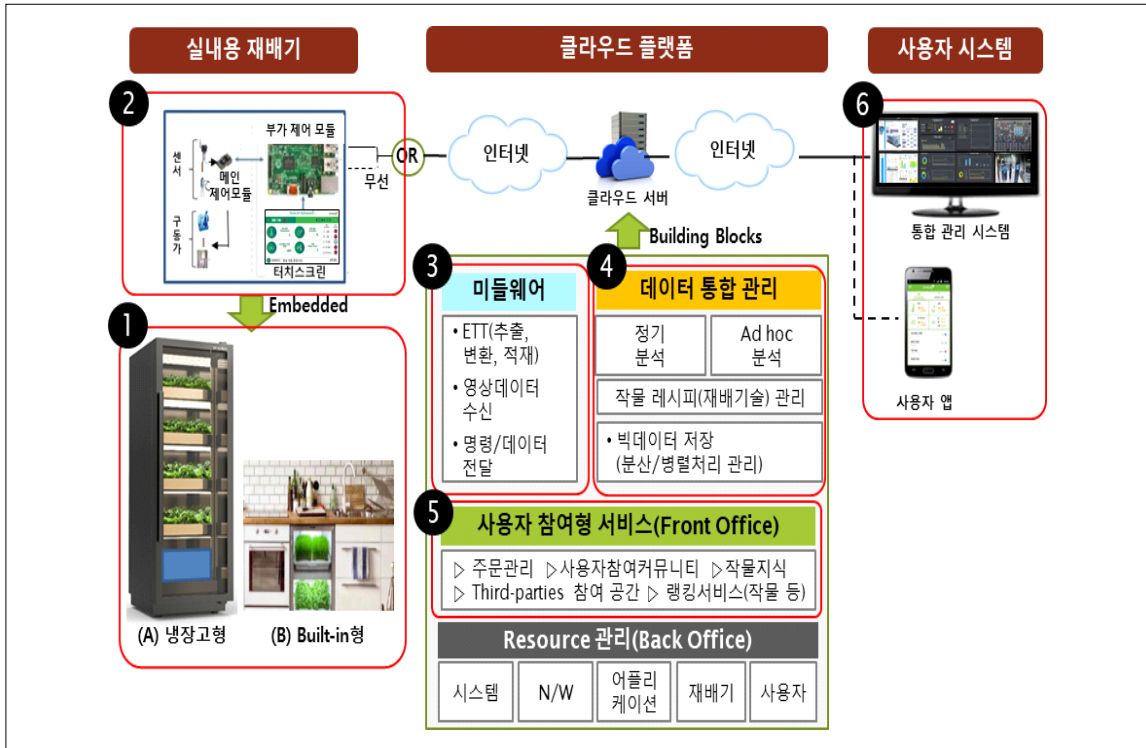 실내용 재배기
클라우드 플랫폼
사용자 시스템
2
부가 제어 모듈
센서
메인
제어모듈
구동가
터치스크린
무선
OR
인터넷
클라우드 서버
인터넷
6
통합 관리 시스템
사용자 앱
Embedded
Building Blocks
1
(A) 냉장고형
(B) Built-in형
3
미들웨어
• ETT(추출,
변환, 적재)
• 영상데이터
수신
• 명령/데이터
전달
4
데이터 통합 관리
정기
분석
Ad hoc
분석
작물 레시피(재배기술) 관리
• 빅데이터 저장
(분산/병렬처리 관리)
5
사용자 참여형 서비스(Front Office)
▷ 주문관리 ▷사용자참여커뮤니티 ▷작물지식
▷ Third-parties 참여 공간 ▷ 랭킹서비스(작물 등)
Resource 관리(Back Office)
시스템
N/W
어플리
케이션
재배기
사용자